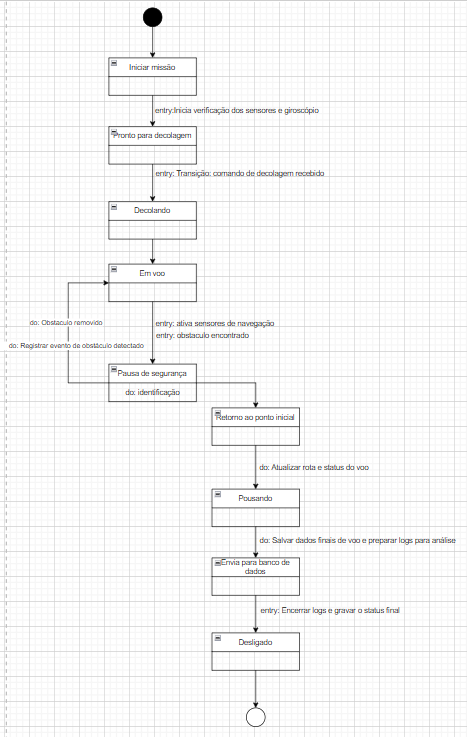 Iniciar missão
entry:Inicia verificação dos sensores e giroscópio
Pronto para decolagem
entry: Transição: comando de decolagem recebido
Decolando
Em voo
do: Obstaculo removido
entry: ativa sensores de navegação
entry: obstaculo encontrado
do: Registrar evento de obstáculo detectado
Pausa de segurança
do: identificação
Retorno ao ponto inicial
do: Atualizar rota e status do voo
Pousando
do: Salvar dados finais de voo e preparar logs para análise
Envia para banco de
dados
entry: Encerrar logs e gravar o status final
Desligado